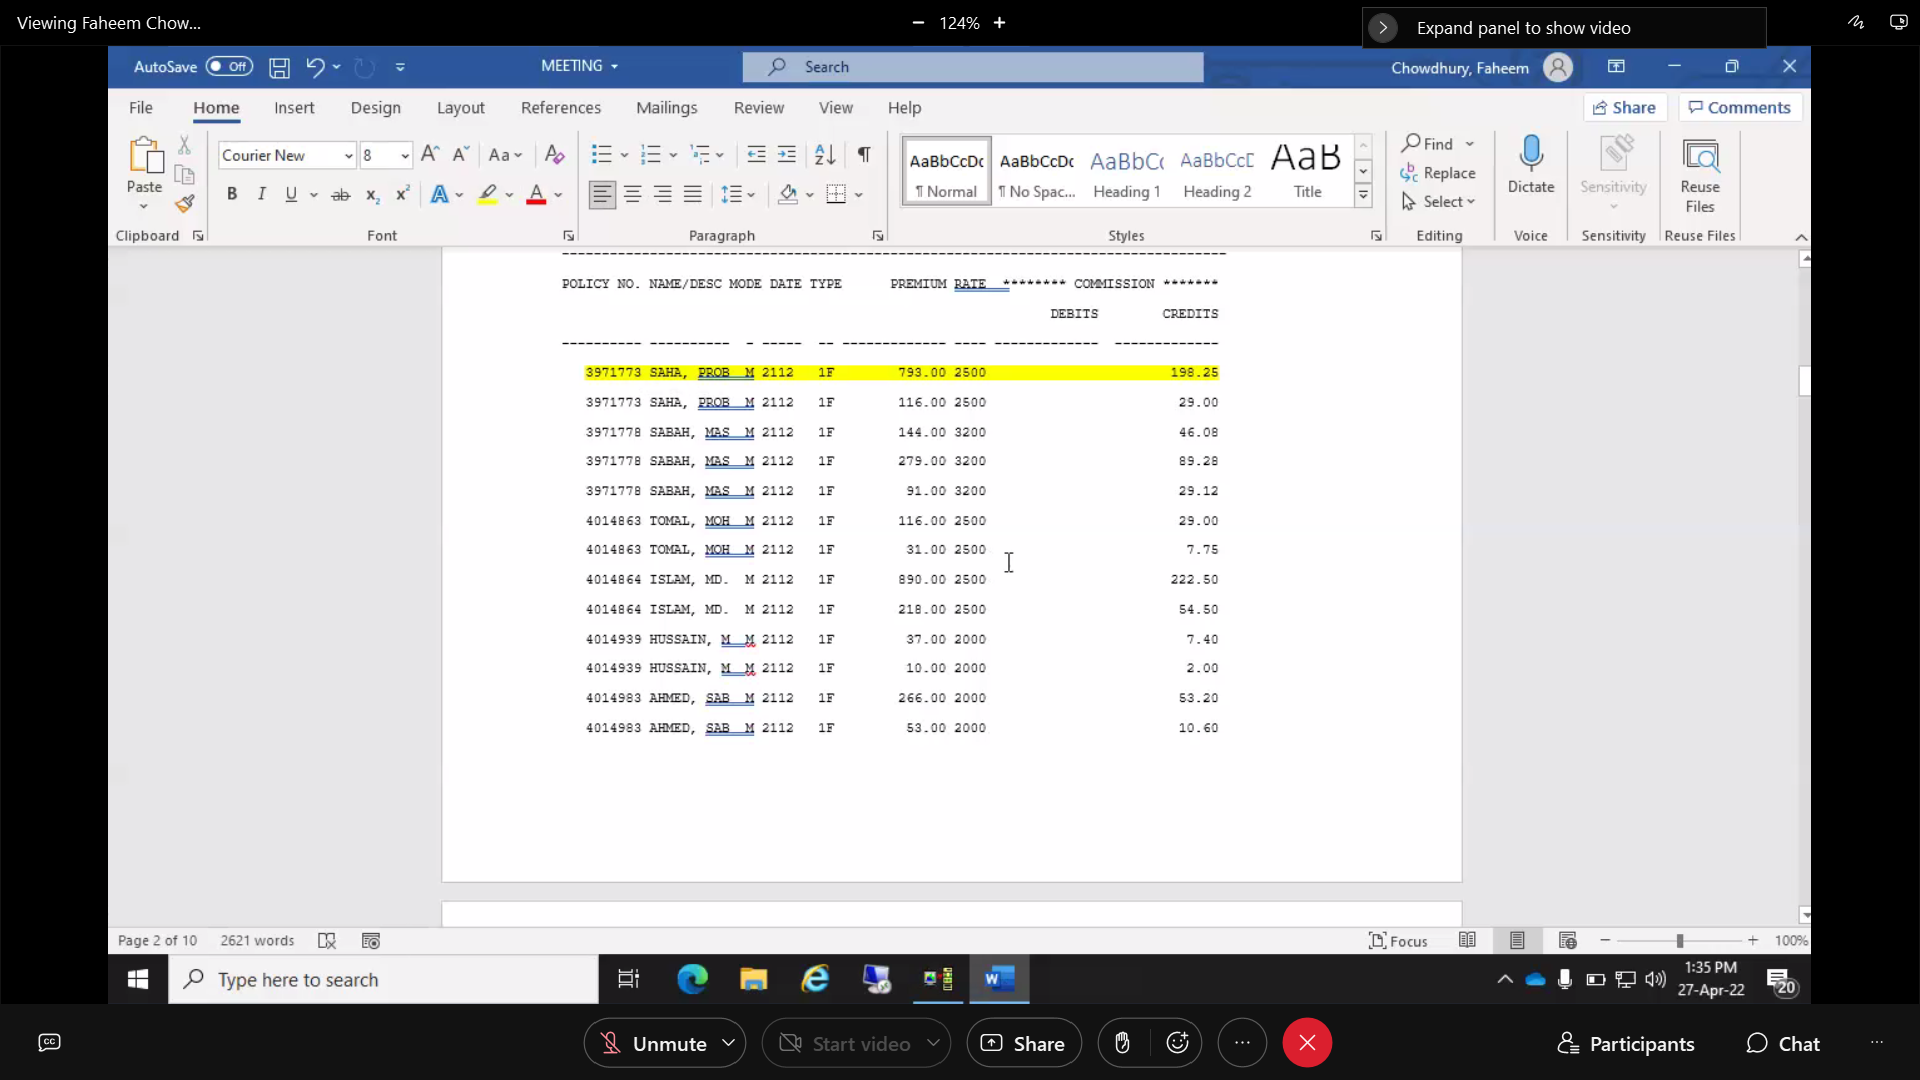 Viewing Faheem Chow...
124%
Expand panel to show video
AutoSave Off
MEETING
Search
Chowdhury, Faheem
File Home Insert Design Layout References Mailings Review View Help
Share Comments
Paste
Courier New 8
Aa
B I U ab x₂ x² A A
AaBbCcDc AaBbCcDc AaBbC AaBbCcE AaB
¶ Normal ¶ No Spac... Heading 1 Heading 2 Title
Find
Replace
Select
Dictate
Sensitivity
Reuse
Files
Clipboard Font Paragraph Styles Editing Voice Sensitivity Reuse Files
POLICY NO. NAME/DESC MODE DATE TYPE PREMIUM RATE ******** COMMISSION *******
DEBITS CREDITS
---------- ---------- - ----- -- ------------- ---- ------------- -------------
3971773 SAHA, PROB M 2112 1F 793.00 2500 198.25
3971773 SAHA, PROB M 2112 1F 116.00 2500 29.00
3971778 SABAH, MAS M 2112 1F 144.00 3200 46.08
3971778 SABAH, MAS M 2112 1F 279.00 3200 89.28
3971778 SABAH, MAS M 2112 1F 91.00 3200 29.12
4014863 TOMAL, MOH M 2112 1F 116.00 2500 29.00
4014863 TOMAL, MOH M 2112 1F 31.00 2500 7.75
4014864 ISLAM, MD. M 2112 1F 890.00 2500 222.50
4014864 ISLAM, MD. M 2112 1F 218.00 2500 54.50
4014939 HUSSAIN, M M 2112 1F 37.00 2000 7.40
4014939 HUSSAIN, M M 2112 1F 10.00 2000 2.00
4014983 AHMED, SAB M 2112 1F 266.00 2000 53.20
4014983 AHMED, SAB M 2112 1F 53.00 2000 10.60
Page 2 of 10 2621 words
Focus
100%
Type here to search
1:35 PM
27-Apr-22
20
Unmute
Start video
Share
Participants
Chat